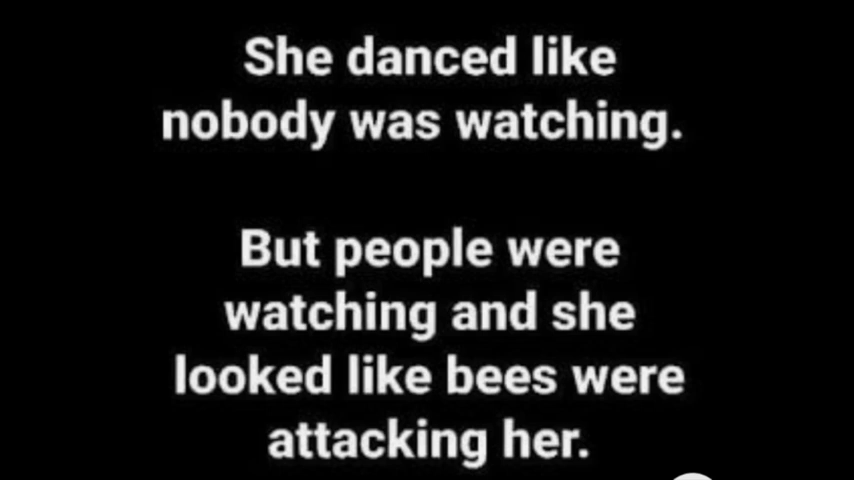 She danced like
nobody was watching.
But people were
watching and she
looked like bees were
attacking her.